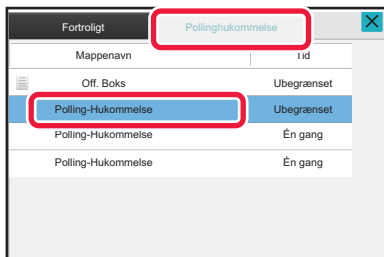 Fortroligt Pollinghukommelse
Mappenavn Tid
Off. Boks Ubegrænset
Polling-Hukommelse Ubegrænset
Polling-Hukommelse Én gang
Polling-Hukommelse Én gang